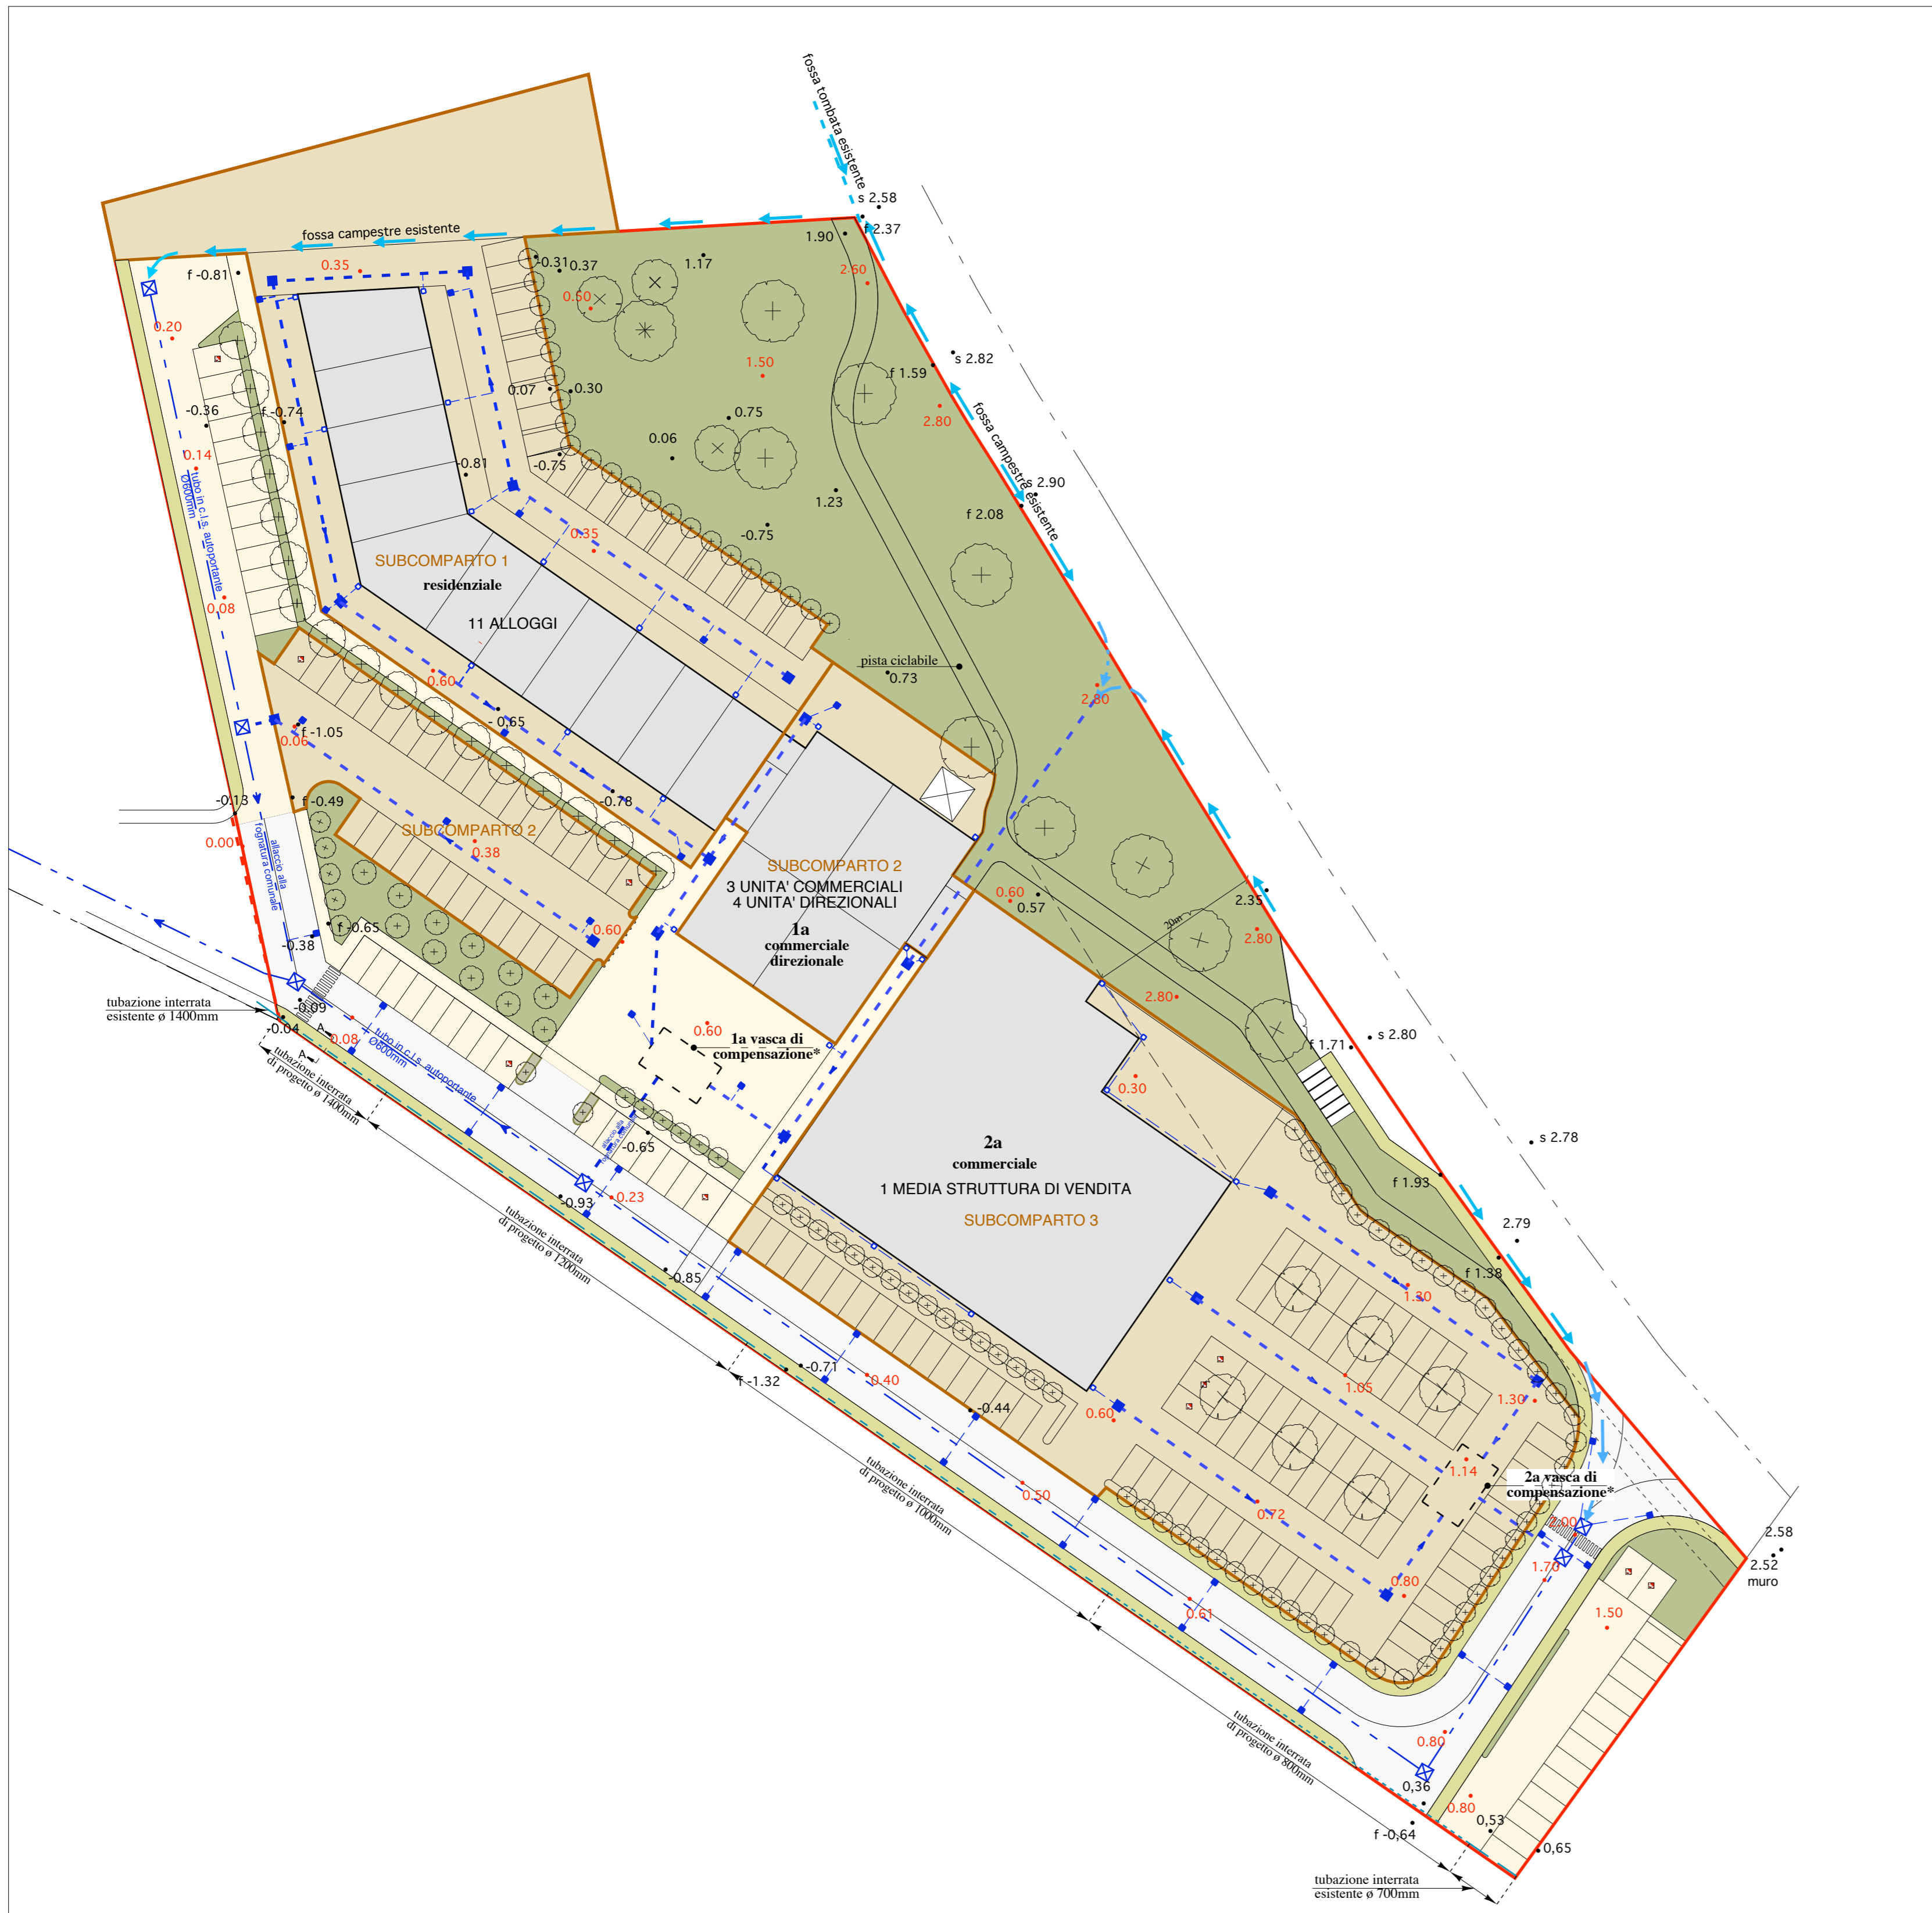 fossa tombata esistente
s 2.58
f 2.37
1.90
fossa campestre esistente
f -0.81
0.35
-0.31
0.37
1.17
2.60
0.50
0.20
s 2.82
f 1.59
1.50
0.07
0.30
2.80
-0.36
f -0.74
0.75
0.06
fossa campestre esistente
0.14
-0.81
-0.75
2.90
1.23
f 2.08
tubo in c.l.s. autoportante
Ø600mm
0.35
-0.75
SUBCOMPARTO 1
residenziale
0.08
11 ALLOGGI
pista ciclabile
0.73
0.60
2.80
- 0,65
f -1.05
0.06
-0.13
f -0.49
-0.78
SUBCOMPARTO 2
0.00
0.38
allaccio alla
fognatura comunale
SUBCOMPARTO 2
3 UNITA' COMMERCIALI
4 UNITA' DIREZIONALI
1a
commerciale
direzionale
0.60
0.57
2.35
20m
2.80
f -0.65
0.60
-0.38
tubazione interrata
esistente ø 1400mm
-0.09
-0.04
A
A
0.08
2.80
0.60
1a vasca di
compensazione*
s 2.80
f 1.71
tubo in c.l.s. autoportante
Ø600mm
tubazione interrata
di progetto ø 1400mm
0.30
allaccio alla
fognatura comunale
-0.65
2a
commerciale
1 MEDIA STRUTTURA DI VENDITA
SUBCOMPARTO 3
s 2.78
f 1.93
-0.93
0.23
2.79
tubazione interrata
di progetto ø 1200mm
-0.85
f 1.38
1.30
-0.71
f -1.32
0.40
1.05
1.30
-0.44
0.60
1.14
2a vasca di
compensazione*
tubazione interrata
di progetto ø 1000mm
0.50
0.72
2.00
2.58
2.52
muro
1.70
0.80
0.61
1.50
tubazione interrata
di progetto ø 800mm
0.80
0,36
0.80
0,53
f -0,64
0,65
tubazione interrata
esistente ø 700mm